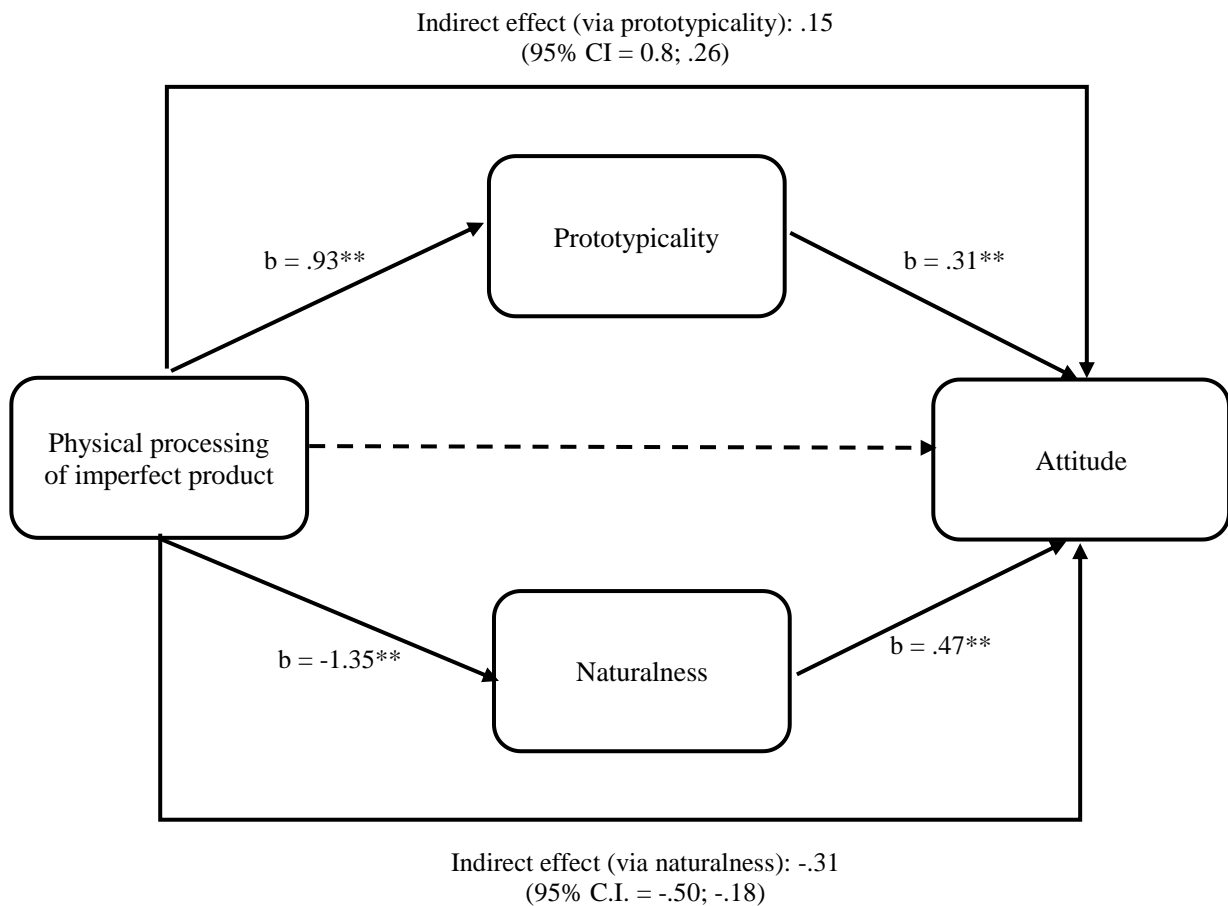 Indirect effect (via prototypicality): .15
(95% CI = 0.8; .26)
Prototypicality
b = .93**
b = .31**
Physical processing
of imperfect product
Attitude
b = -1.35**
Naturalness
b = .47**
Indirect effect (via naturalness): -.31
(95% C.I. = -.50; -.18)